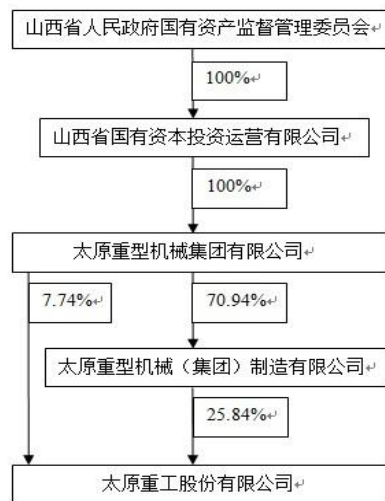 山西省人民政府国有资产监督管理委员会
100%
山西省国有资本投资运营有限公司
100%
太原重型机械集团有限公司
7.74%
70.94%
太原重型机械（集团）制造有限公司
25.84%
太原重工股份有限公司